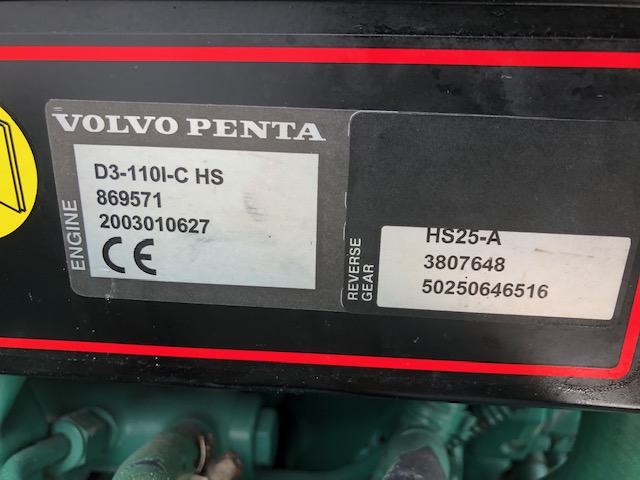 VOLVO PENTA
ENGINE
D3-110I-C HS
869571
2003010627
CE
REVERSE
GEAR
HS25-A
3807648
50250646516